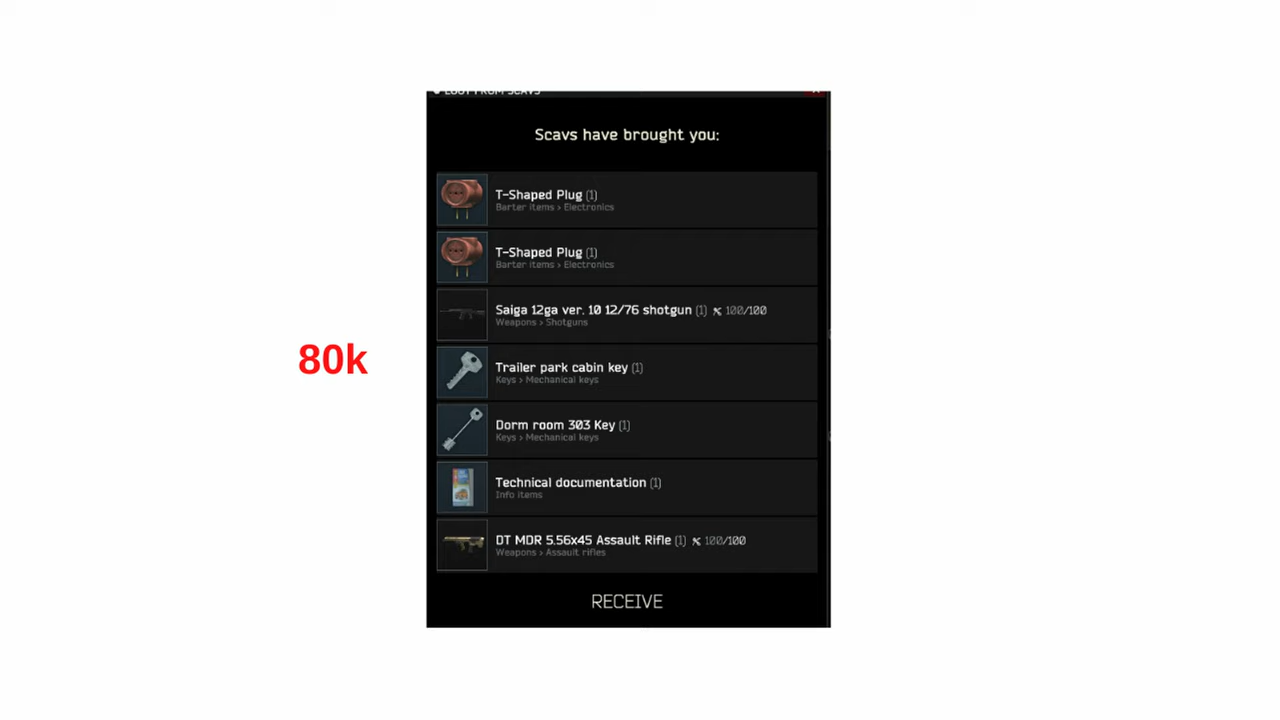 LOOT FROM SCAVS
Scavs have brought you:
T-Shaped Plug (1)
Barter items > Electronics
T-Shaped Plug (1)
Barter items > Electronics
Saiga 12ga ver. 10 12/76 shotgun (1) 100/100
Weapons > Shotguns
80k
Trailer park cabin key (1)
Keys > Mechanical keys
Dorm room 303 Key (1)
Keys > Mechanical keys
Technical documentation (1)
Info items
DT MDR 5.56x45 Assault Rifle (1) 100/100
Weapons > Assault rifles
RECEIVE